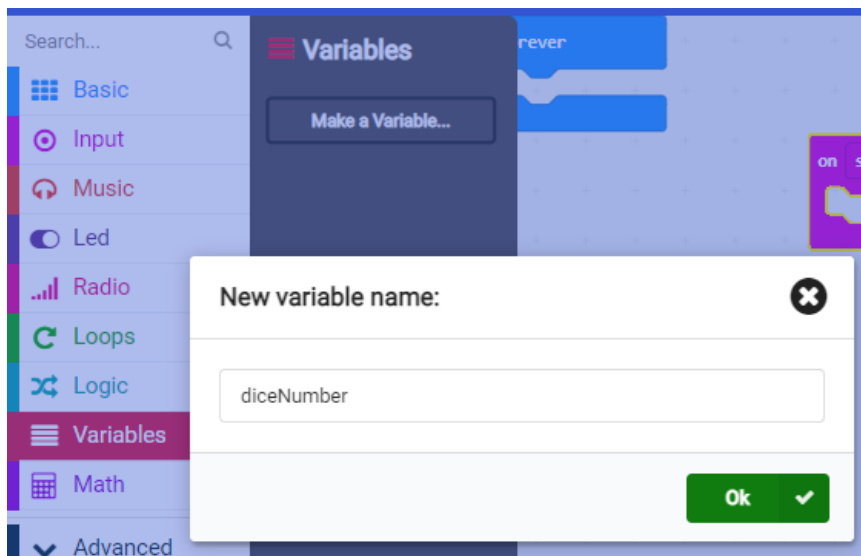 Search...
Basic
Input
Music
Led
Radio
Loops
Logic
Variables
Math
Advanced
Variables
Make a Variable...
rever
on s
New variable name:
diceNumber
Ok